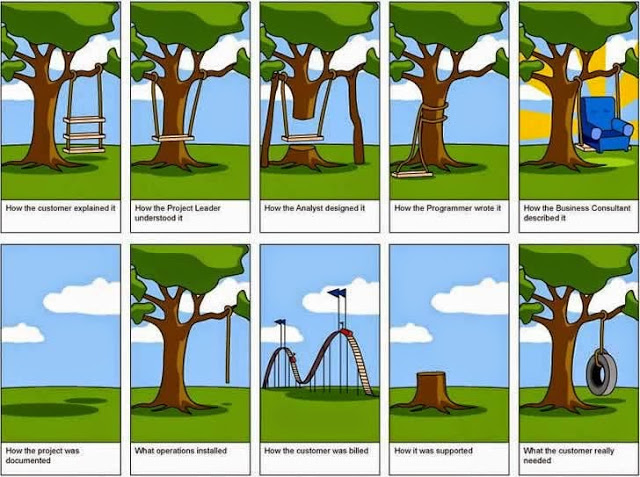 How the customer explained it
How the Project Leader
understood it
How the Analyst designed it
How the Programmer wrote it
How the Business Consultant
described it
How the project was
documented
What operations installed
How the customer was billed
How it was supported
What the customer really
needed